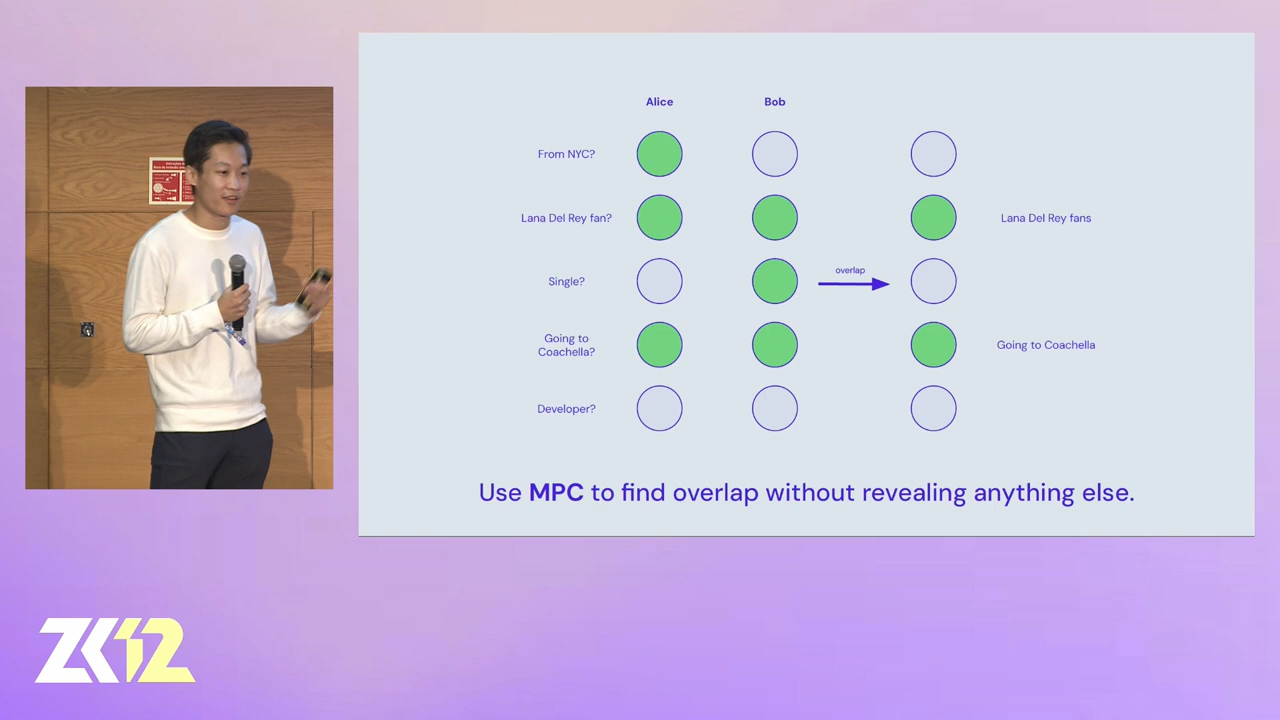 Alice Bob
From NYC?
Lana Del Rey fan? Lana Del Rey fans
Single? overlap
Going to
Coachella? Going to Coachella
Developer?
Use MPC to find overlap without revealing anything else.
ZK12